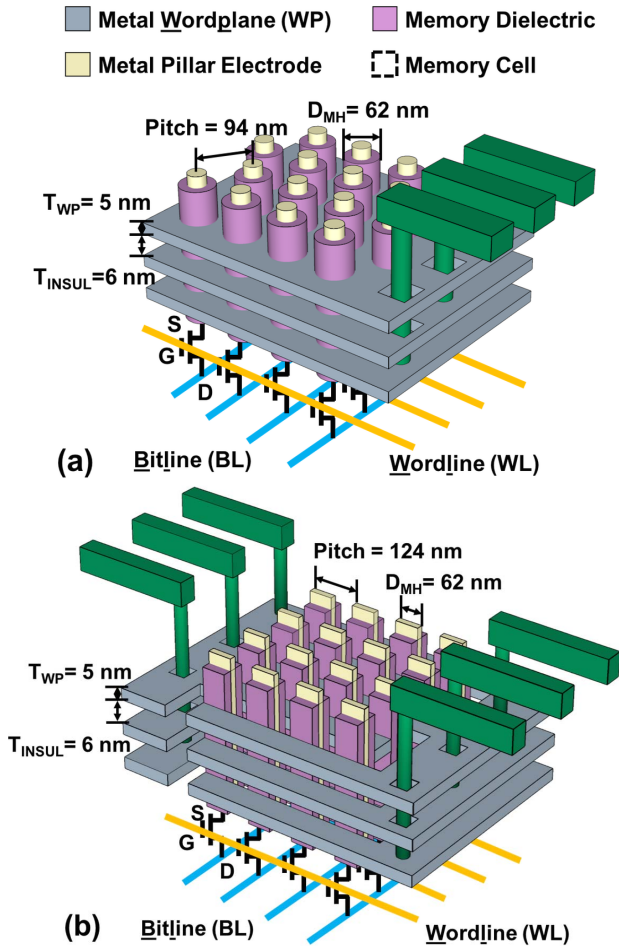 Metal Wordplane (WP)
Memory Dielectric
Metal Pillar Electrode
Memory Cell
Pitch = 94 nm
DMH= 62 nm
TWP= 5 nm
TINSUL=6 nm
S
G
D
(a)
Bitline (BL)
Wordline (WL)
Pitch = 124 nm
DMH= 62 nm
TWP= 5 nm
TINSUL= 6 nm
S
G
D
(b)
Bitline (BL)
Wordline (WL)